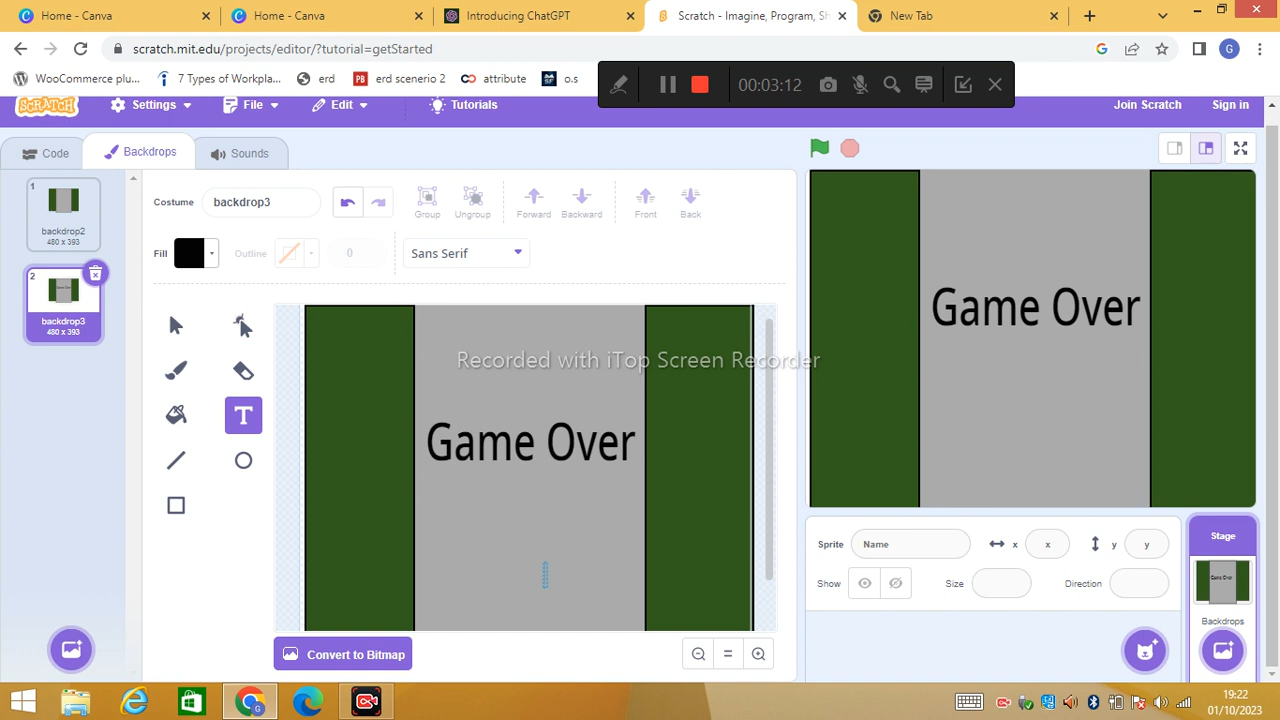 Home - Canva
Home - Canva
Introducing ChatGPT
Scratch - Imagine, Program, Sh
New Tab
scratch.mit.edu/projects/editor/?tutorial=getStarted
G
WooCommerce plu...
7 Types of Workpla...
erd
PB
erd scenerio 2
attribute
o.s
00:03:12
SCRATCH
Settings
File
Edit
Tutorials
Join Scratch
Sign in
Code
Backdrops
Sounds
1
backdrop2
480 x 393
2
backdrop3
480 x 393
Costume
backdrop3
Group
Ungroup
Forward
Backward
Front
Back
Fill
Outline
0
Sans Serif
T
Recorded with iTop Screen Recorder
Game Over
Game Over
Convert to Bitmap
Sprite
Name
x
x
y
y
Show
Size
Direction
Stage
Game Over
Backdrops
19:22
01/10/2023